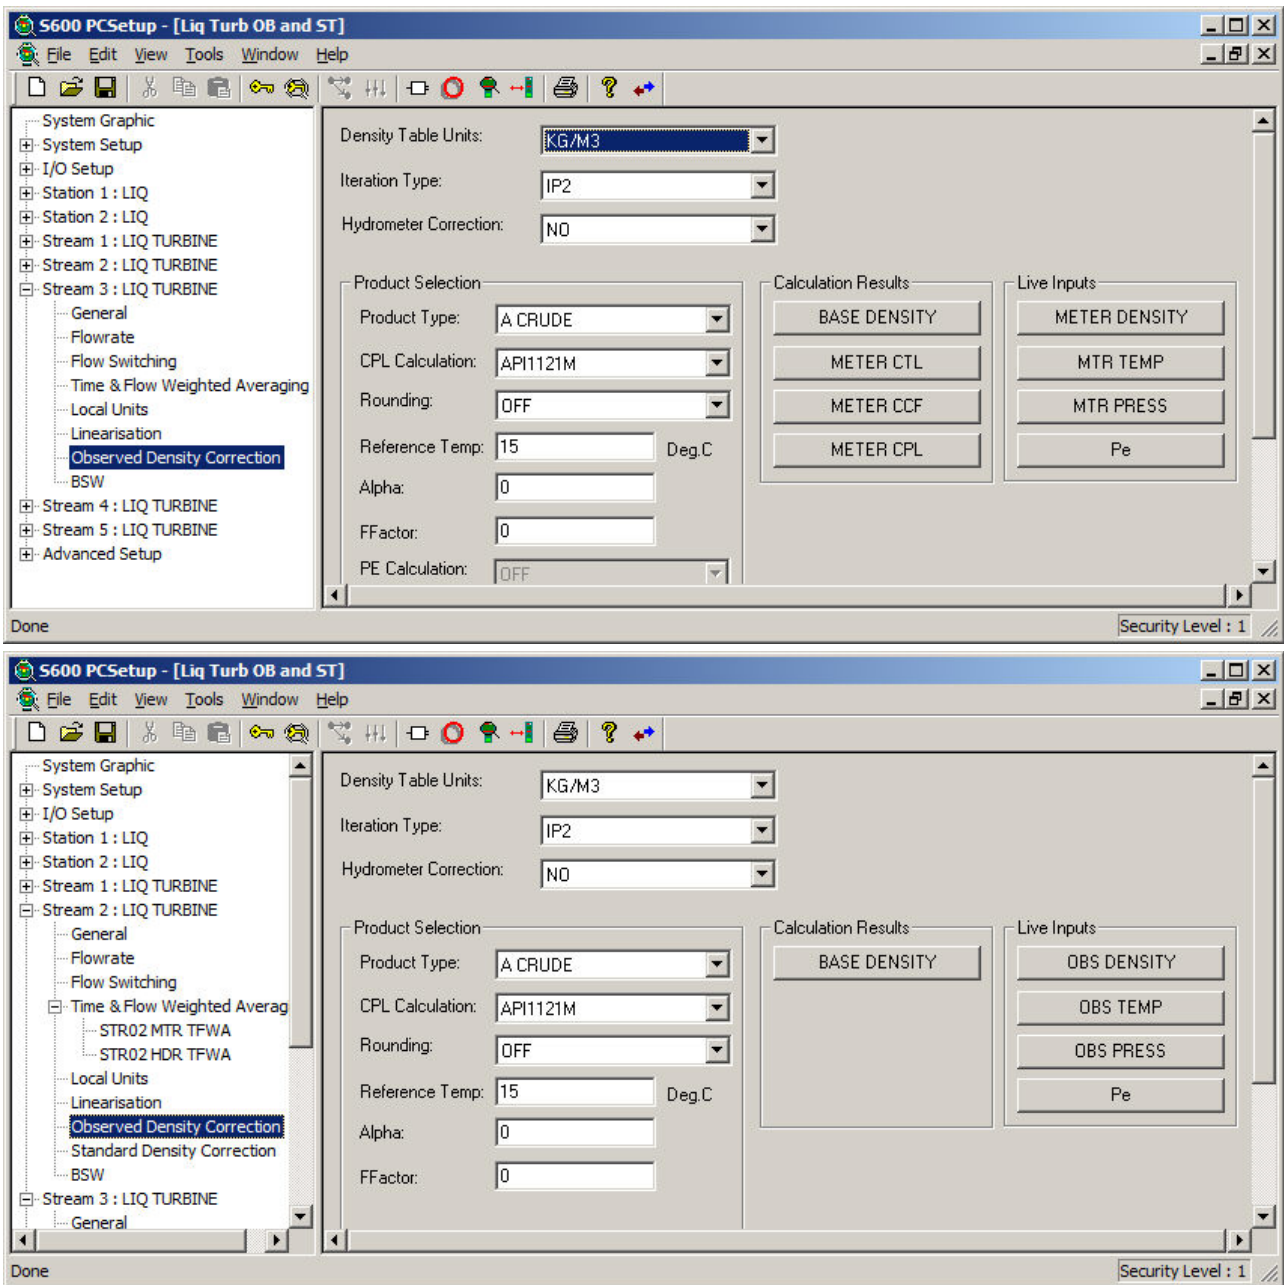 S600 PCSetup - [Liq Turb OB and ST]
File Edit View Tools Window Help
System Graphic
System Setup
I/O Setup
Station 1 : LIQ
Station 2 : LIQ
Stream 1 : LIQ TURBINE
Stream 2 : LIQ TURBINE
Stream 3 : LIQ TURBINE
General
Flowrate
Flow Switching
Time & Flow Weighted Averaging
Local Units
Linearisation
Observed Density Correction
BSW
Stream 4 : LIQ TURBINE
Stream 5 : LIQ TURBINE
Advanced Setup
Density Table Units: KG/M3
Iteration Type: IP2
Hydrometer Correction: NO
Product Selection
Product Type: A CRUDE
CPL Calculation: API1121M
Rounding: OFF
Reference Temp: 15 Deg.C
Alpha: 0
FFactor: 0
PE Calculation: OFF
Calculation Results
BASE DENSITY
METER CTL
METER CCF
METER CPL
Live Inputs
METER DENSITY
MTR TEMP
MTR PRESS
Pe
Done
Security Level : 1
S600 PCSetup - [Liq Turb OB and ST]
File Edit View Tools Window Help
System Graphic
System Setup
I/O Setup
Station 1 : LIQ
Station 2 : LIQ
Stream 1 : LIQ TURBINE
Stream 2 : LIQ TURBINE
General
Flowrate
Flow Switching
Time & Flow Weighted Averag
STR02 MTR TFWA
STR02 HDR TFWA
Local Units
Linearisation
Observed Density Correction
Standard Density Correction
BSW
Stream 3 : LIQ TURBINE
General
Density Table Units: KG/M3
Iteration Type: IP2
Hydrometer Correction: NO
Product Selection
Product Type: A CRUDE
CPL Calculation: API1121M
Rounding: OFF
Reference Temp: 15 Deg.C
Alpha: 0
FFactor: 0
Calculation Results
BASE DENSITY
Live Inputs
OBS DENSITY
OBS TEMP
OBS PRESS
Pe
Done
Security Level : 1